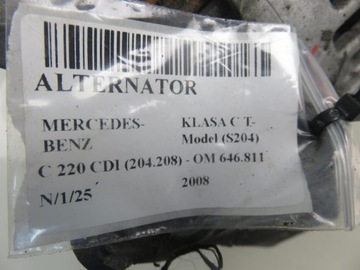 ALTERNATOR
MERCEDES-BENZ KLASA C T-Model (S204)
C 220 CDI (204.208) - OM 646.811
2008
N/1/25